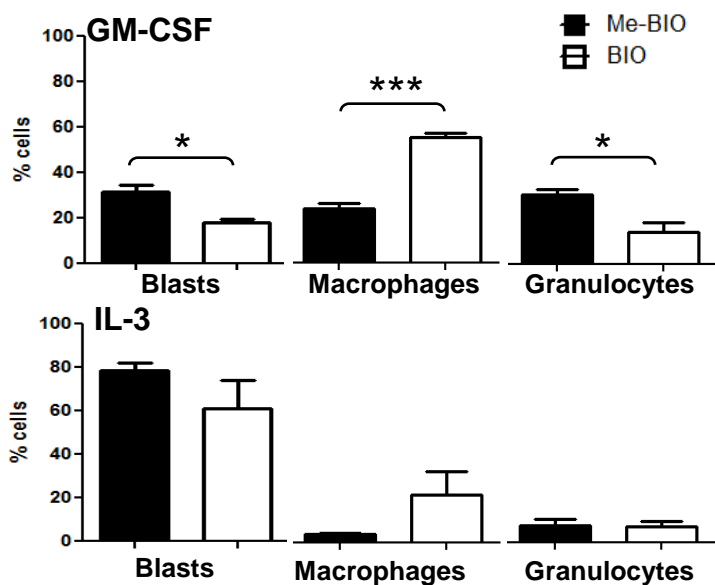 GM-CSF
Me-BIO
BIO
% cells
100
80
60
40
20
0
*
***
*
Blasts
Macrophages
Granulocytes
IL-3
% cells
100
80
60
40
20
0
Blasts
Macrophages
Granulocytes